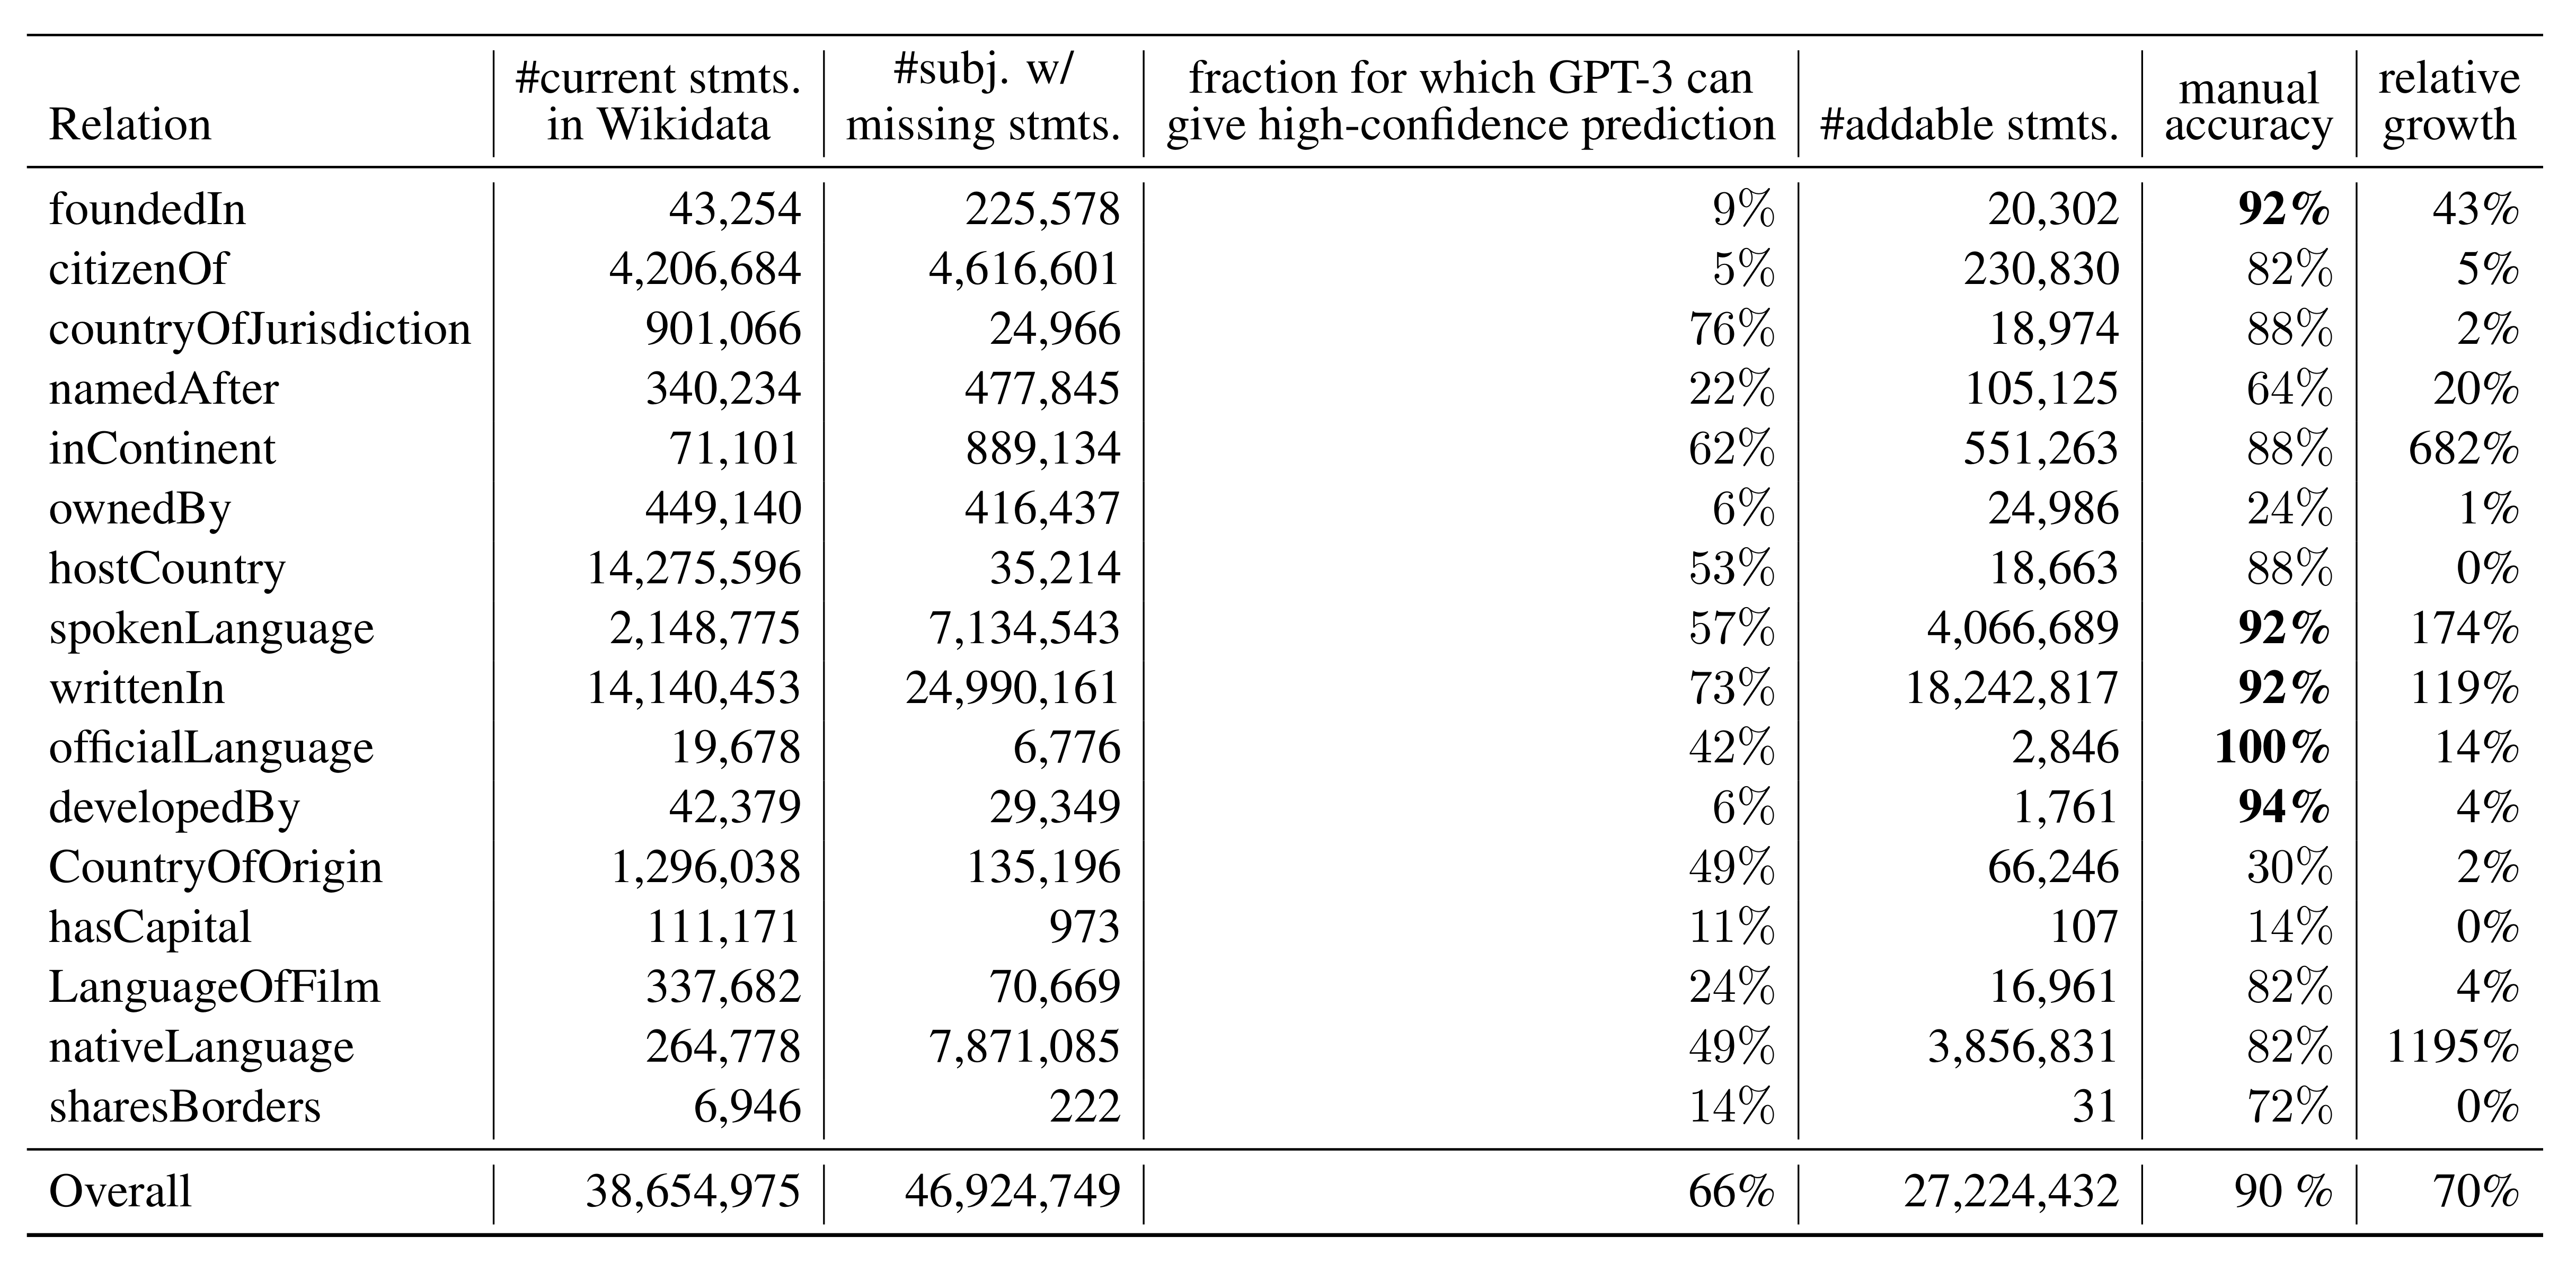 Relation | #current stmts. in Wikidata | #subj. w/ missing stmts. | fraction for which GPT-3 can give high-confidence prediction | #addable stmts. | manual accuracy | relative growth
foundedIn | 43,254 | 225,578 | 9% | 20,302 | 92% | 43%
citizenOf | 4,206,684 | 4,616,601 | 5% | 230,830 | 82% | 5%
countryOfJurisdiction | 901,066 | 24,966 | 76% | 18,974 | 88% | 2%
namedAfter | 340,234 | 477,845 | 22% | 105,125 | 64% | 20%
inContinent | 71,101 | 889,134 | 62% | 551,263 | 88% | 682%
ownedBy | 449,140 | 416,437 | 6% | 24,986 | 24% | 1%
hostCountry | 14,275,596 | 35,214 | 53% | 18,663 | 88% | 0%
spokenLanguage | 2,148,775 | 7,134,543 | 57% | 4,066,689 | 92% | 174%
writtenIn | 14,140,453 | 24,990,161 | 73% | 18,242,817 | 92% | 119%
officialLanguage | 19,678 | 6,776 | 42% | 2,846 | 100% | 14%
developedBy | 42,379 | 29,349 | 6% | 1,761 | 94% | 4%
CountryOfOrigin | 1,296,038 | 135,196 | 49% | 66,246 | 30% | 2%
hasCapital | 111,171 | 973 | 11% | 107 | 14% | 0%
LanguageOfFilm | 337,682 | 70,669 | 24% | 16,961 | 82% | 4%
nativeLanguage | 264,778 | 7,871,085 | 49% | 3,856,831 | 82% | 1195%
sharesBorders | 6,946 | 222 | 14% | 31 | 72% | 0%
Overall | 38,654,975 | 46,924,749 | 66% | 27,224,432 | 90 % | 70%